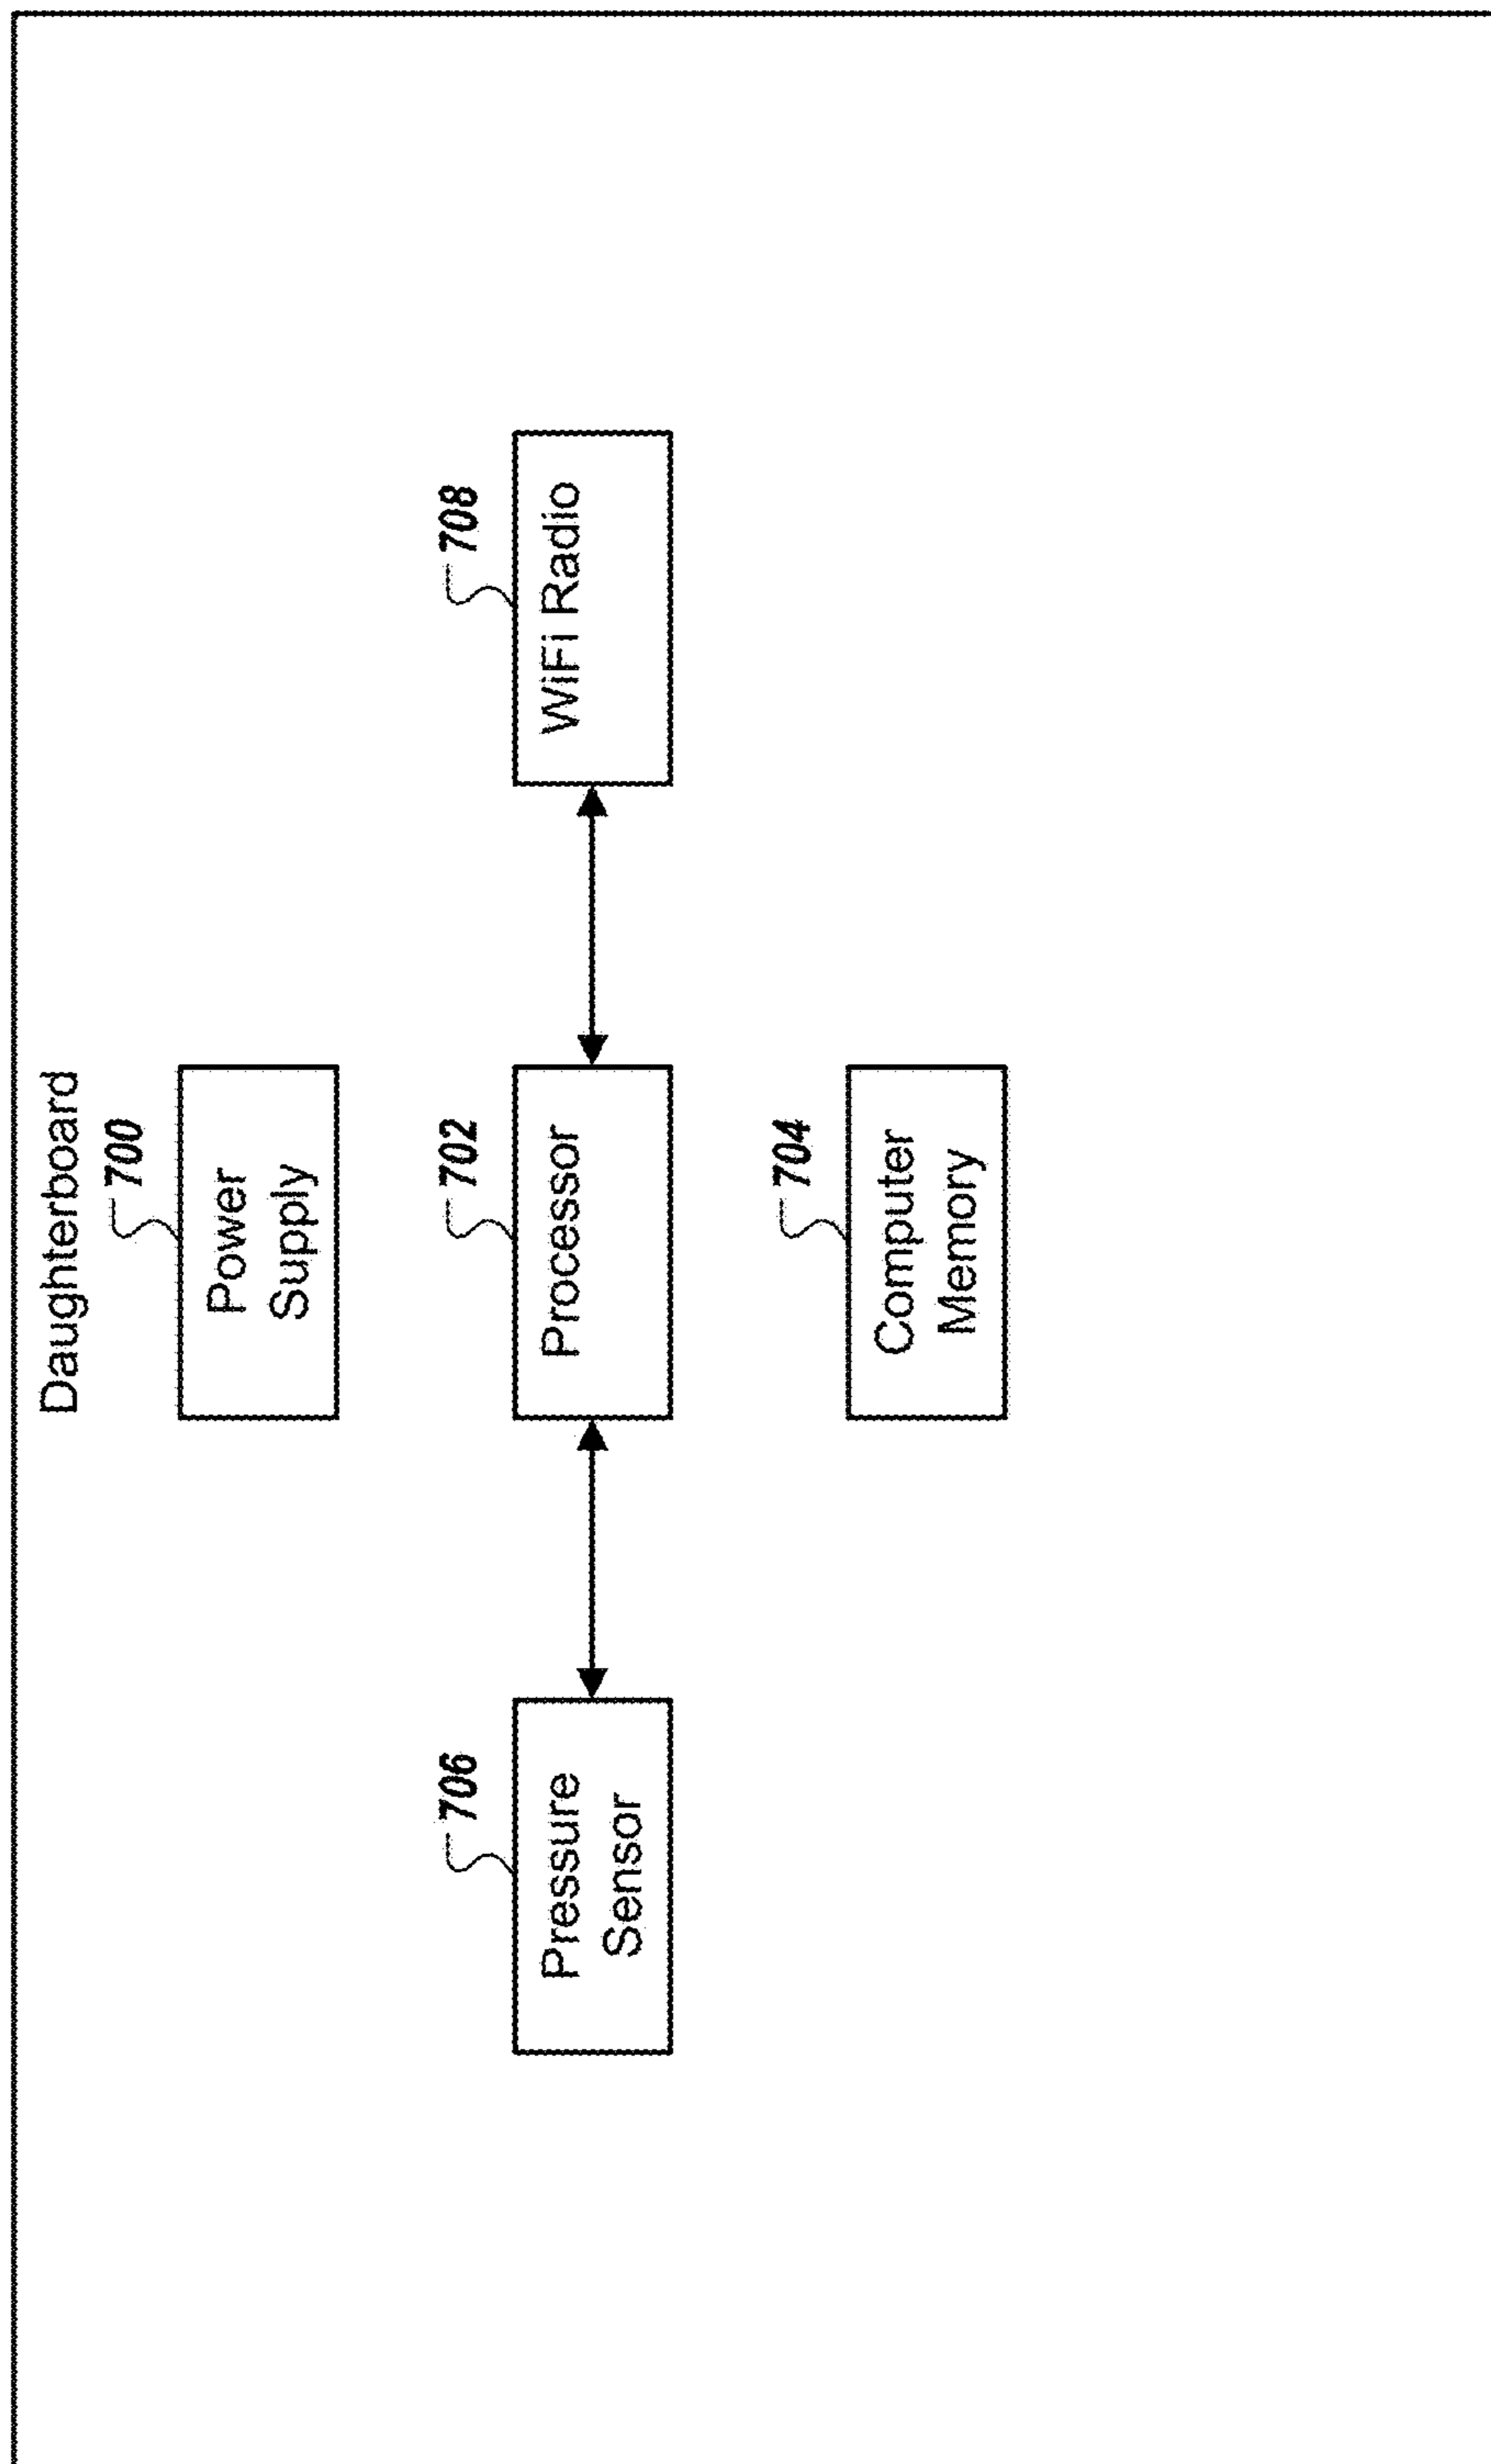 Daughterboard
700
Power
Supply
706
Pressure
Sensor
702
Processor
708
WiFi Radio
704
Computer
Memory